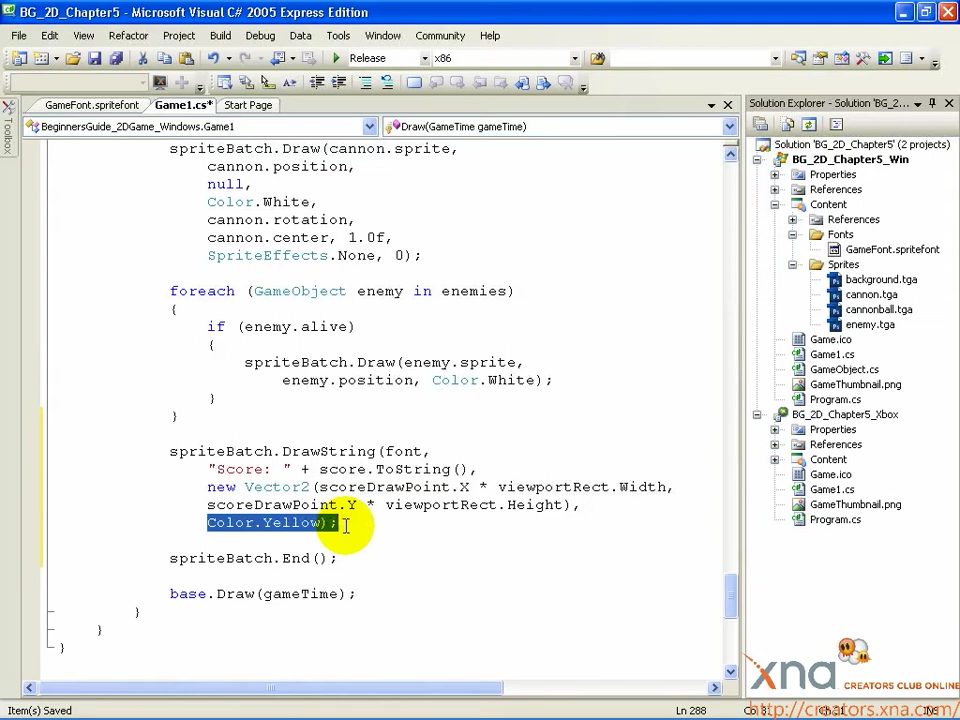 BG_2D_Chapter5 - Microsoft Visual C# 2005 Express Edition
File Edit View Refactor Project Build Debug Data Tools Window Community Help
Release x86
GameFont.spritefont Game1.cs* Start Page
BeginnersGuide_2DGame_Windows.Game1 Draw(GameTime gameTime)
Toolbox
spriteBatch.Draw(cannon.sprite,
cannon.position,
null,
Color.White,
cannon.rotation,
cannon.center, 1.0f,
SpriteEffects.None, 0);
foreach (GameObject enemy in enemies)
{
if (enemy.alive)
{
spriteBatch.Draw(enemy.sprite,
enemy.position, Color.White);
}
}
spriteBatch.DrawString(font,
"Score: " + score.ToString(),
new Vector2(scoreDrawPoint.X * viewportRect.Width,
scoreDrawPoint.Y * viewportRect.Height),
Color.Yellow);
spriteBatch.End();
base.Draw(gameTime);
}
}
}
Solution Explorer - Solution 'BG_2...
Solution 'BG_2D_Chapter5' (2 projects)
BG_2D_Chapter5_Win
Properties
References
Content
References
Fonts
GameFont.spritefont
Sprites
background.tga
cannon.tga
cannonball.tga
enemy.tga
Game.ico
Game1.cs
GameObject.cs
GameThumbnail.png
Program.cs
BG_2D_Chapter5_Xbox
Properties
References
Content
Game.ico
Game1.cs
GameThumbnail.png
Program.cs
xna CREATORS CLUB ONLINE
http://creators.xna.com/
Item(s) Saved Ln 288